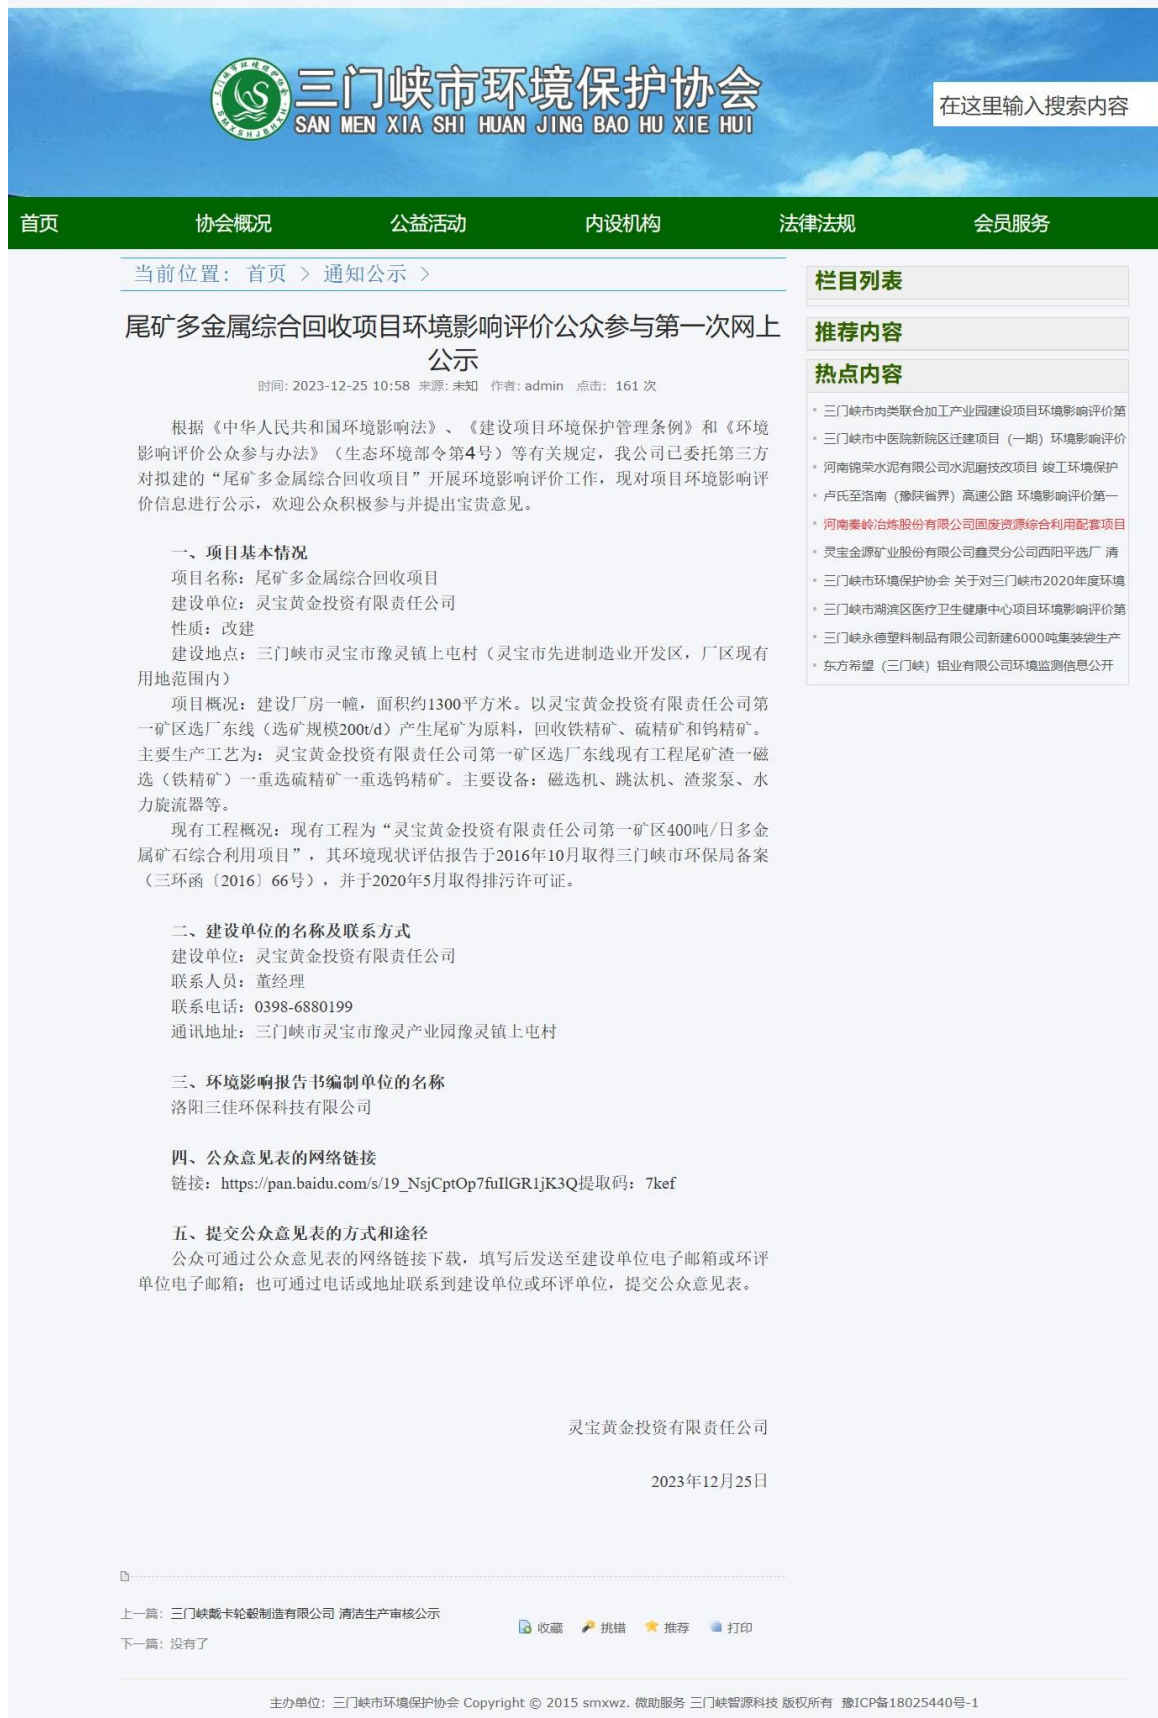 三门峡市环境保护协会
SAN MEN XIA SHI HUAN JING BAO HU XIE HUI
在这里输入搜索内容
首页 协会概况 公益活动 内设机构 法律法规 会员服务
当前位置： 首页 > 通知公示 >
尾矿多金属综合回收项目环境影响评价公众参与第一次网上
公示
时间: 2023-12-25 10:58 来源: 未知 作者: admin 点击: 161 次
根据《中华人民共和国环境影响法》、《建设项目环境保护管理条例》和《环境
影响评价公众参与办法》（生态环境部令第4号）等有关规定，我公司已委托第三方
对拟建的“尾矿多金属综合回收项目”开展环境影响评价工作，现对项目环境影响评
价信息进行公示，欢迎公众积极参与并提出宝贵意见。
一、项目基本情况
项目名称：尾矿多金属综合回收项目
建设单位：灵宝黄金投资有限责任公司
性质：改建
建设地点：三门峡市灵宝市豫灵镇上屯村（灵宝市先进制造业开发区，厂区现有
用地范围内）
项目概况：建设厂房一幢，面积约1300平方米。以灵宝黄金投资有限责任公司第
一矿区选厂东线（选矿规模200t/d）产生尾矿为原料，回收铁精矿、硫精矿和钨精矿。
主要生产工艺为：灵宝黄金投资有限责任公司第一矿区选厂东线现有工程尾矿渣一磁
选（铁精矿）一重选硫精矿一重选钨精矿。主要设备：磁选机、跳汰机、渣浆泵、水
力旋流器等。
现有工程概况：现有工程为“灵宝黄金投资有限责任公司第一矿区400吨/日多金
属矿石综合利用项目”，其环境现状评估报告于2016年10月取得三门峡市环保局备案
（三环函〔2016〕66号），并于2020年5月取得排污许可证。
二、建设单位的名称及联系方式
建设单位：灵宝黄金投资有限责任公司
联系人员：董经理
联系电话：0398-6880199
通讯地址：三门峡市灵宝市豫灵产业园豫灵镇上屯村
三、环境影响报告书编制单位的名称
洛阳三佳环保科技有限公司
四、公众意见表的网络链接
链接：https://pan.baidu.com/s/19_NsjCptOp7fuIlGR1jK3Q提取码：7kef
五、提交公众意见表的方式和途径
公众可通过公众意见表的网络链接下载，填写后发送至建设单位电子邮箱或环评
单位电子邮箱；也可通过电话或地址联系到建设单位或环评单位，提交公众意见表。
灵宝黄金投资有限责任公司
2023年12月25日
上一篇：三门峡戴卡轮毂制造有限公司 清洁生产审核公示
下一篇：没有了
收藏 挑错 推荐 打印
栏目列表
推荐内容
热点内容
三门峡市肉类联合加工产业园建设项目环境影响评价第
三门峡市中医院新院区迁建项目（一期）环境影响评价
河南锦荣水泥有限公司水泥磨技改项目 竣工环境保护
卢氏至洛南（豫陕省界）高速公路 环境影响评价第一
河南秦岭冶炼股份有限公司固废资源综合利用配套项目
灵宝金源矿业股份有限公司鑫灵分公司西阳平选厂 清
三门峡市环境保护协会 关于对三门峡市2020年度环境
三门峡市湖滨区医疗卫生健康中心项目环境影响评价第
三门峡永德塑料制品有限公司新建6000吨集装袋生产
东方希望（三门峡）铝业有限公司环境监测信息公开
主办单位：三门峡市环境保护协会 Copyright © 2015 smxwz. 微助服务 三门峡智源科技 版权所有 豫ICP备18025440号-1